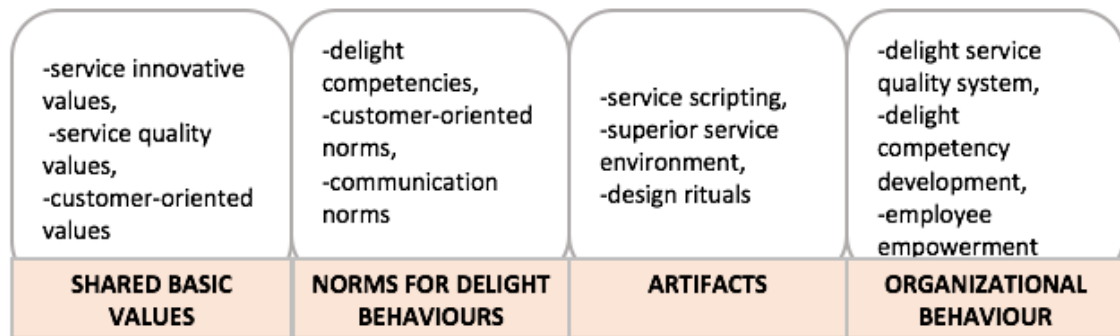 -service innovative
values,
-service quality
values,
-customer-oriented
values
SHARED BASIC
VALUES
-delight
competencies,
-customer-oriented
norms,
-communication
norms
NORMS FOR DELIGHT
BEHAVIOURS
-service scripting,
-superior service
environment,
-design rituals
ARTIFACTS
-delight service
quality system,
-delight
competency
development,
-employee
empowerment
ORGANIZATIONAL
BEHAVIOUR